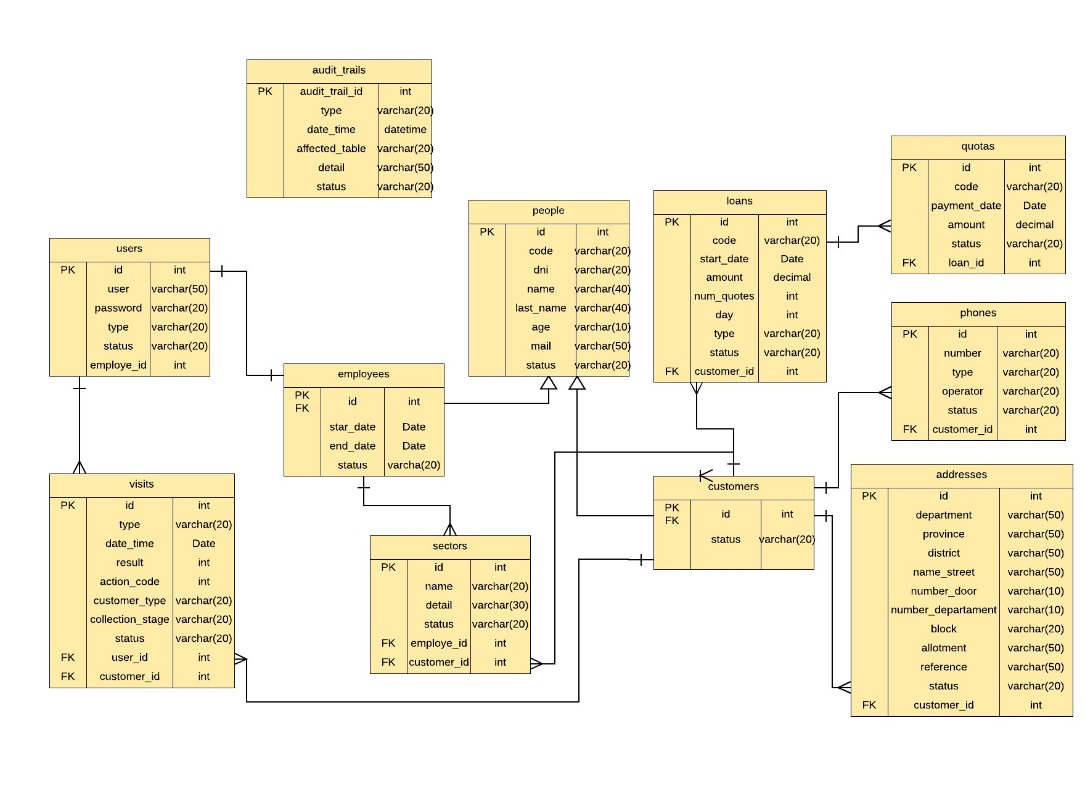 audit_trails
PK audit_trail_id int
type varchar(20)
date_time datetime
affected_table varchar(20)
detail varchar(50)
status varchar(20)
quotas
PK id int
code varchar(20)
payment_date Date
amount decimal
status varchar(20)
FK loan_id int
loans
PK id int
code varchar(20)
start_date Date
amount decimal
num_quotes int
day int
type varchar(20)
status varchar(20)
FK customer_id int
people
PK id int
code varchar(20)
dni varchar(20)
name varchar(40)
last_name varchar(40)
age varchar(10)
mail varchar(50)
status varchar(20)
users
PK id int
user varchar(50)
password varchar(20)
type varchar(20)
status varchar(20)
employe_id int
phones
PK id int
number varchar(20)
type varchar(20)
operator varchar(20)
status varchar(20)
FK customer_id int
employees
PK
FK id int
star_date Date
end_date Date
status varcha(20)
visits
PK id int
type varchar(20)
date_time Date
result int
action_code int
customer_type varchar(20)
collection_stage varchar(20)
status varchar(20)
FK user_id int
FK customer_id int
sectors
PK id int
name varchar(20)
detail varchar(30)
status varchar(20)
FK employe_id int
FK customer_id int
customers
PK
FK id int
status varchar(20)
addresses
PK id int
department varchar(50)
province varchar(50)
district varchar(50)
name_street varchar(50)
number_door varchar(10)
number_departament varchar(10)
block varchar(20)
allotment varchar(50)
reference varchar(50)
status varchar(20)
FK customer_id int